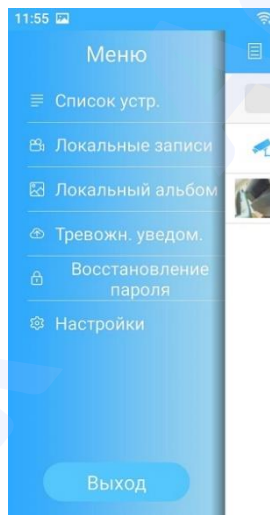 11:55
Меню
Список устр.
Локальные записи
Локальный альбом
Тревожн. уведом.
Восстановление
пароля
Настройки
Выход